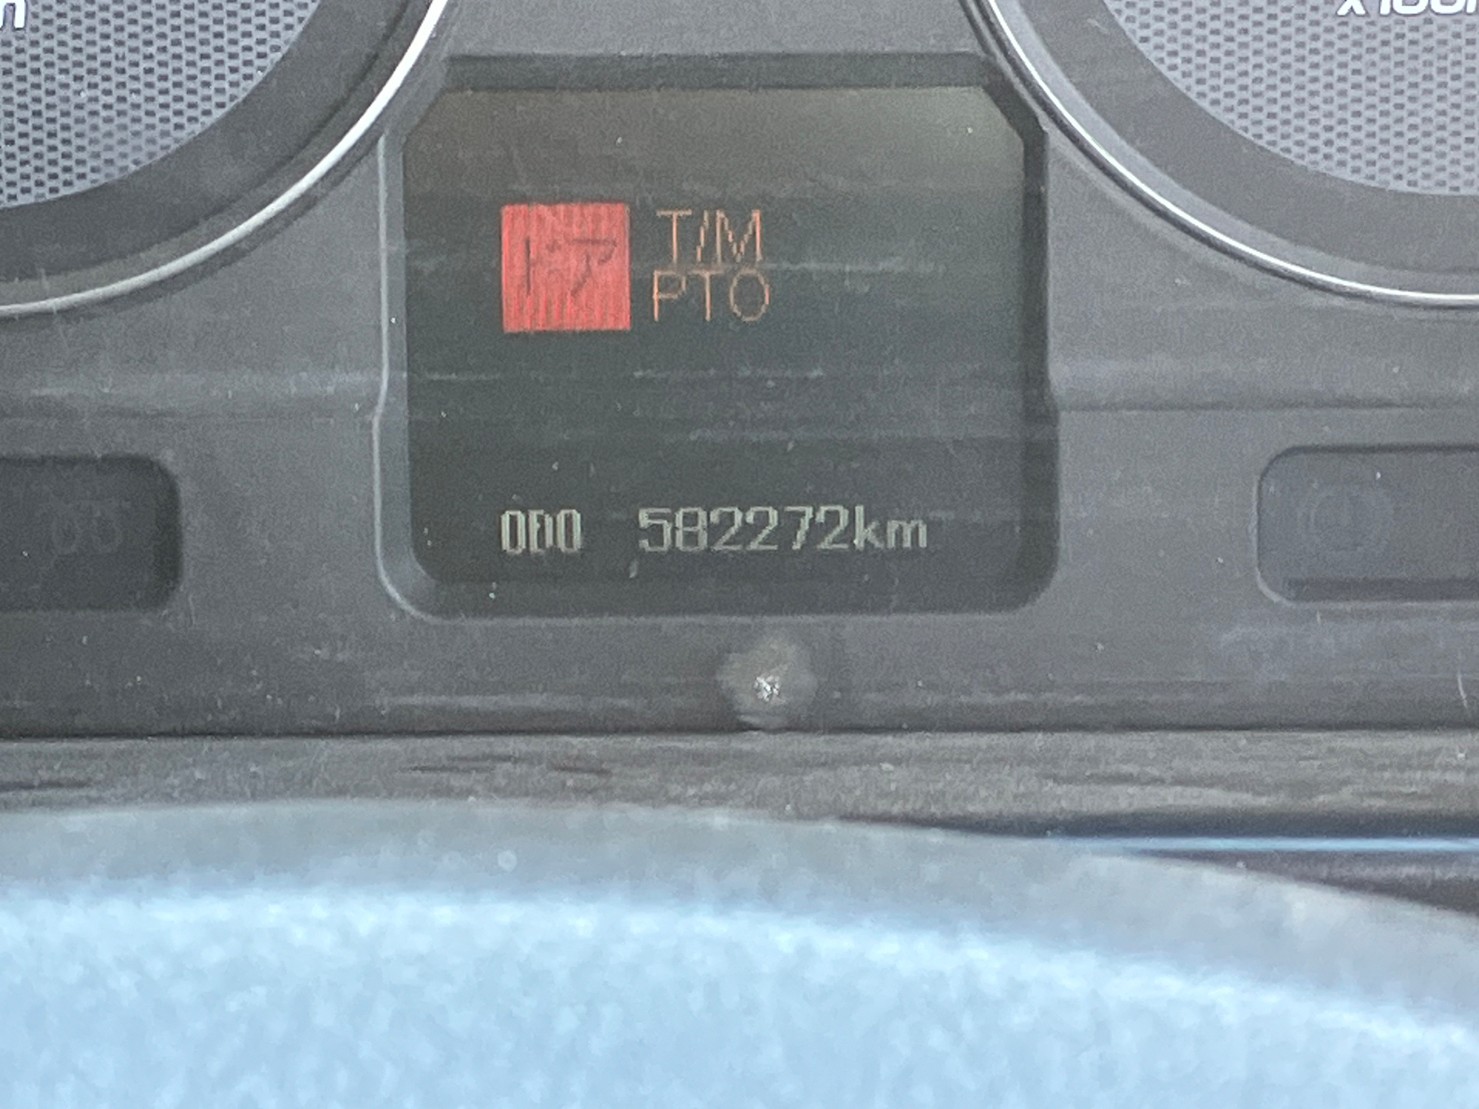 ドア
T/M
PTO
ODO 582272km